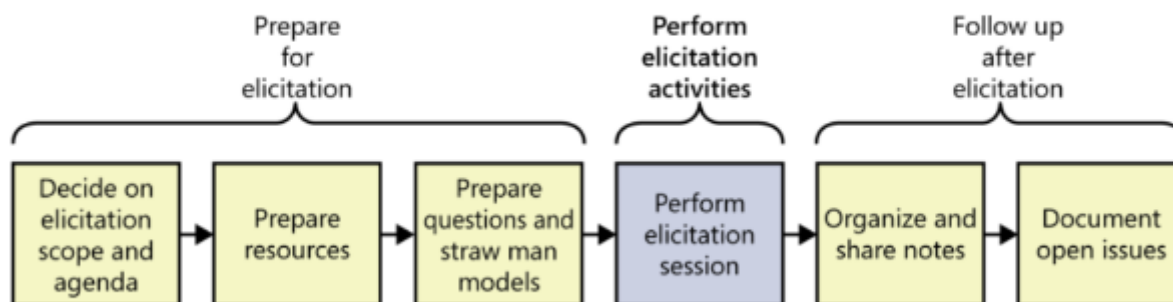 Prepare
for
elicitation
Perform
elicitation
activities
Follow up
after
elicitation
Decide on
elicitation
scope and
agenda
Prepare
resources
Prepare
questions and
straw man
models
Perform
elicitation
session
Organize and
share notes
Document
open issues